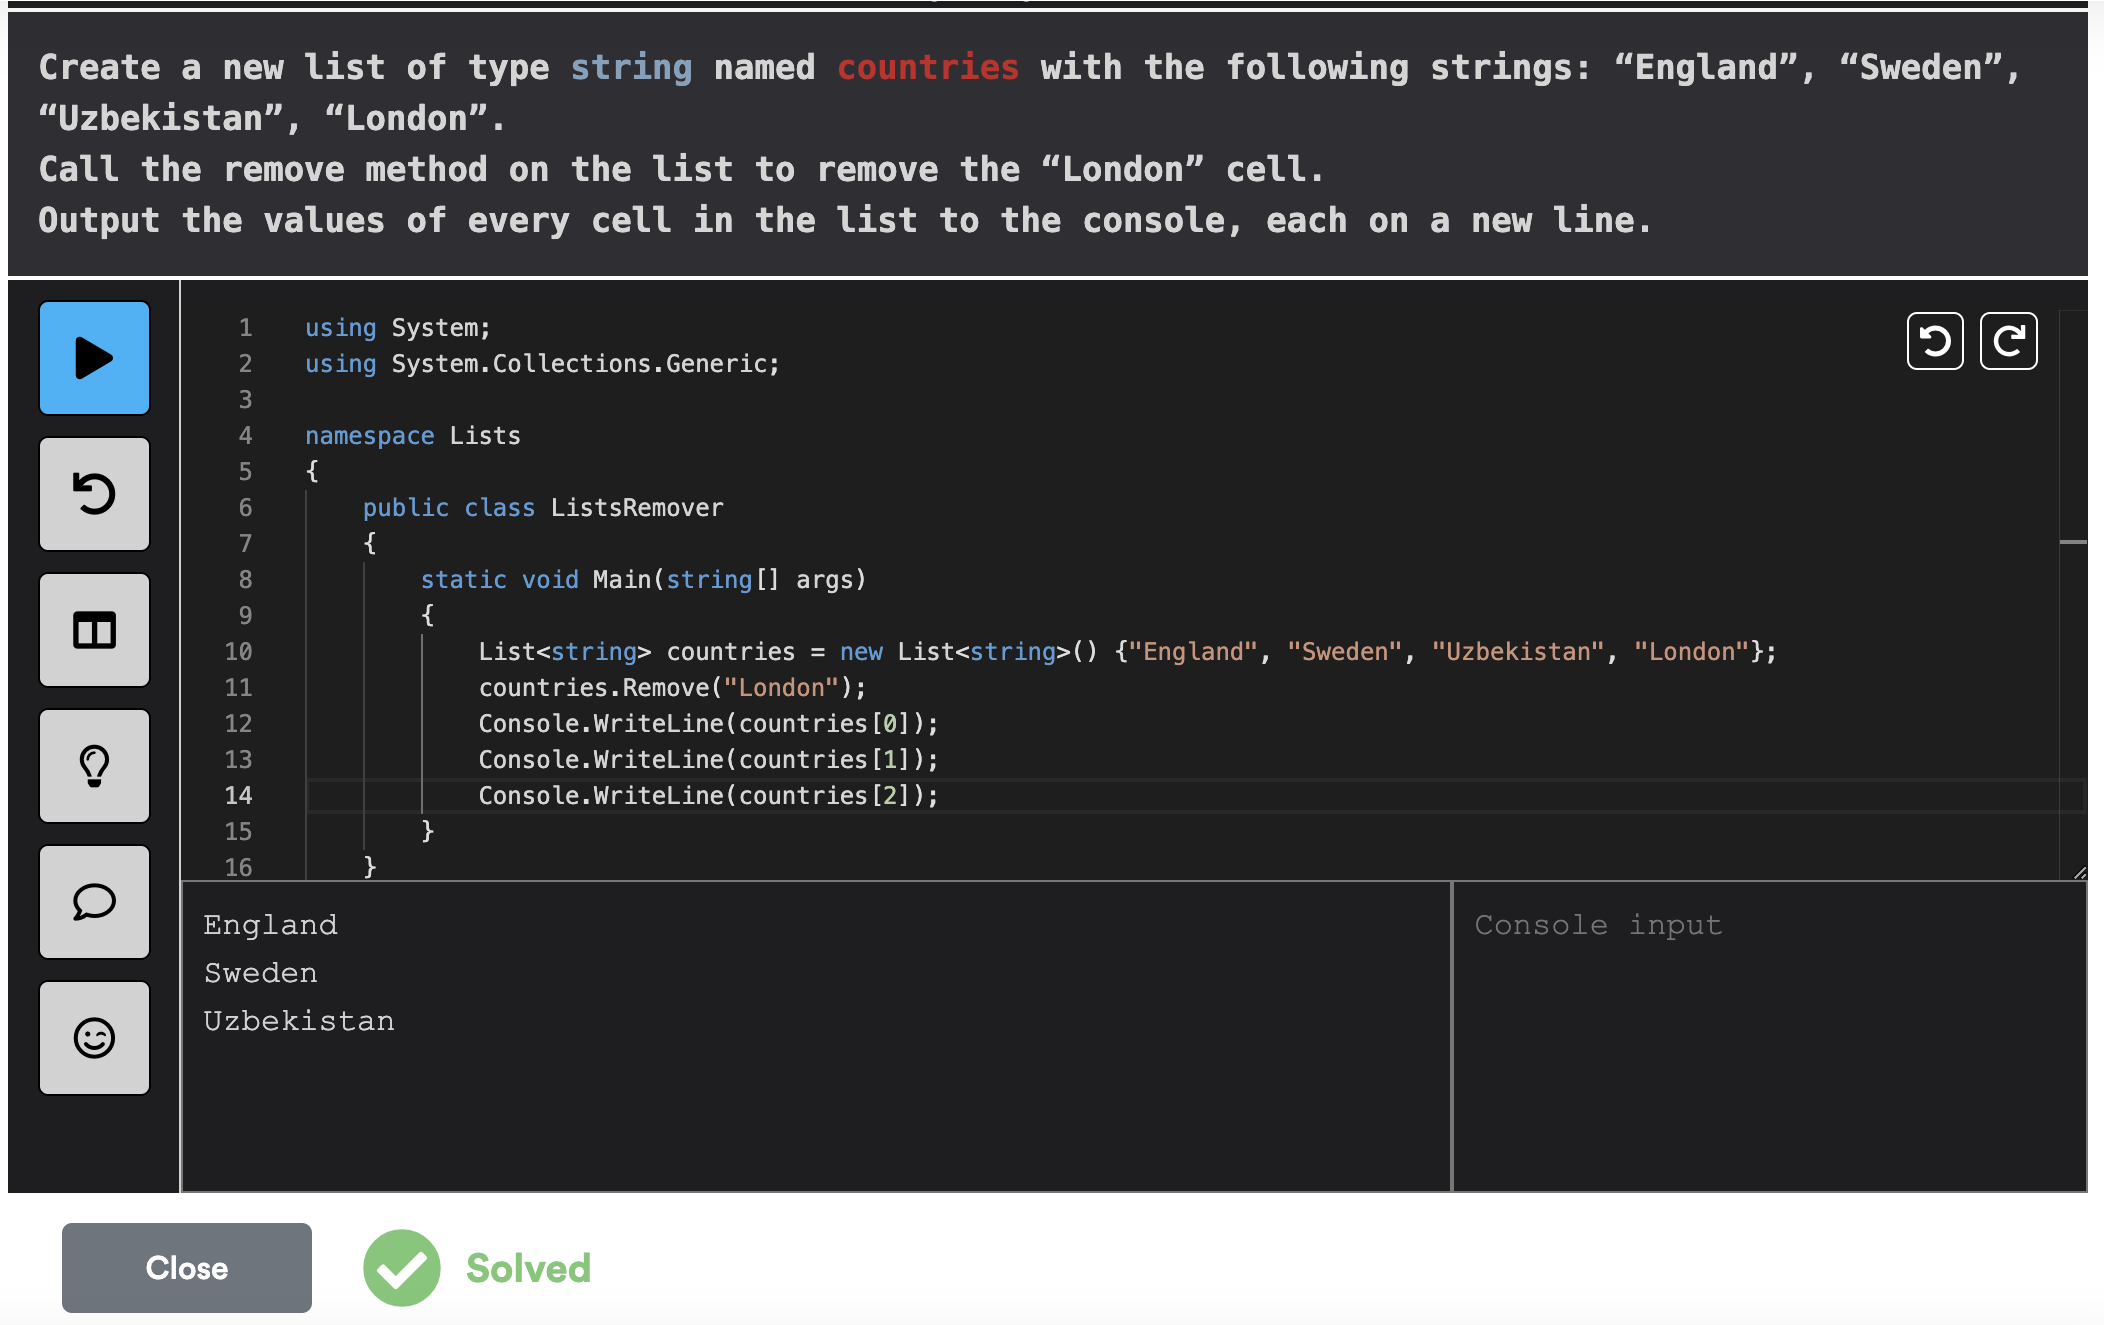 Create a new list of type string named countries with the following strings: “England”, “Sweden”,
“Uzbekistan”, “London”.
Call the remove method on the list to remove the “London” cell.
Output the values of every cell in the list to the console, each on a new line.
1 using System;
2 using System.Collections.Generic;
3
4 namespace Lists
5 {
6     public class ListsRemover
7     {
8         static void Main(string[] args)
9         {
10             List<string> countries = new List<string>() {"England", "Sweden", "Uzbekistan", "London"};
11             countries.Remove("London");
12             Console.WriteLine(countries[0]);
13             Console.WriteLine(countries[1]);
14             Console.WriteLine(countries[2]);
15         }
16     }
England
Sweden
Uzbekistan
Console input
Close
Solved